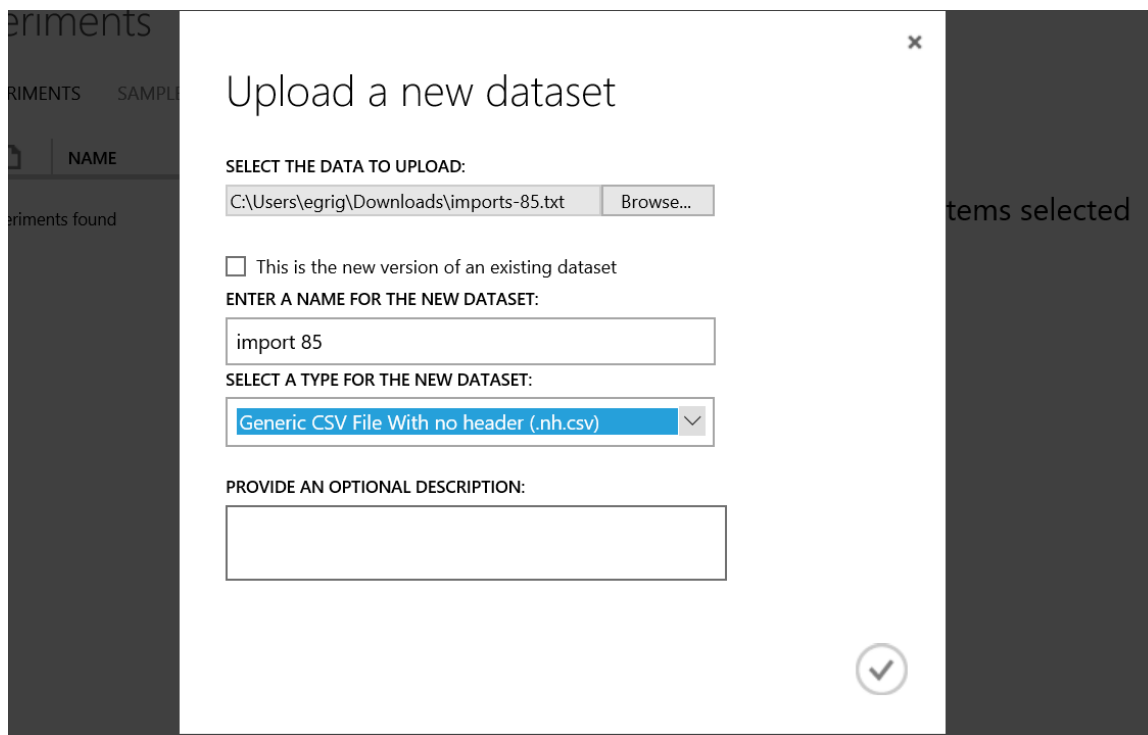 eriments
RIMENTS SAMPLE
NAME
eriments found
tems selected
Upload a new dataset
SELECT THE DATA TO UPLOAD:
C:\Users\egrig\Downloads\imports-85.txt Browse...
This is the new version of an existing dataset
ENTER A NAME FOR THE NEW DATASET:
import 85
SELECT A TYPE FOR THE NEW DATASET:
Generic CSV File With no header (.nh.csv)
PROVIDE AN OPTIONAL DESCRIPTION: